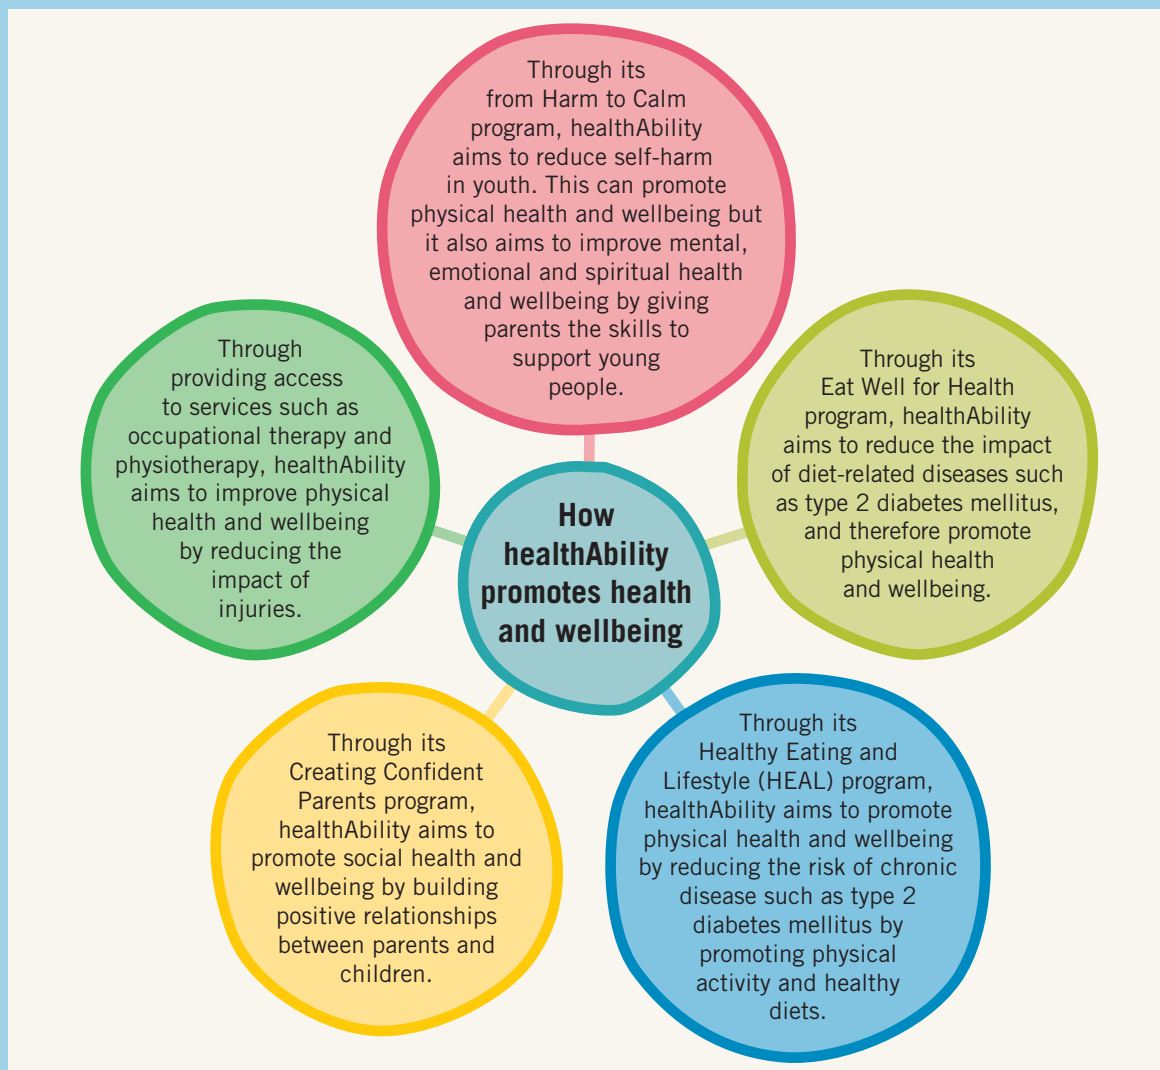 Through its
from Harm to Calm
program, healthAbility
aims to reduce self-harm
in youth. This can promote
physical health and wellbeing but
it also aims to improve mental,
emotional and spiritual health
and wellbeing by giving
parents the skills to
support young
people.
Through
providing access
to services such as
occupational therapy and
physiotherapy, healthAbility
aims to improve physical
health and wellbeing
by reducing the
impact of
injuries.
Through its
Eat Well for Health
program, healthAbility
aims to reduce the impact
of diet-related diseases such
as type 2 diabetes mellitus,
and therefore promote
physical health
and wellbeing.
How
healthAbility
promotes health
and wellbeing
Through its
Creating Confident
Parents program,
healthAbility aims to
promote social health and
wellbeing by building
positive relationships
between parents and
children.
Through its
Healthy Eating and
Lifestyle (HEAL) program,
healthAbility aims to promote
physical health and wellbeing
by reducing the risk of chronic
disease such as type 2
diabetes mellitus by
promoting physical
activity and healthy
diets.